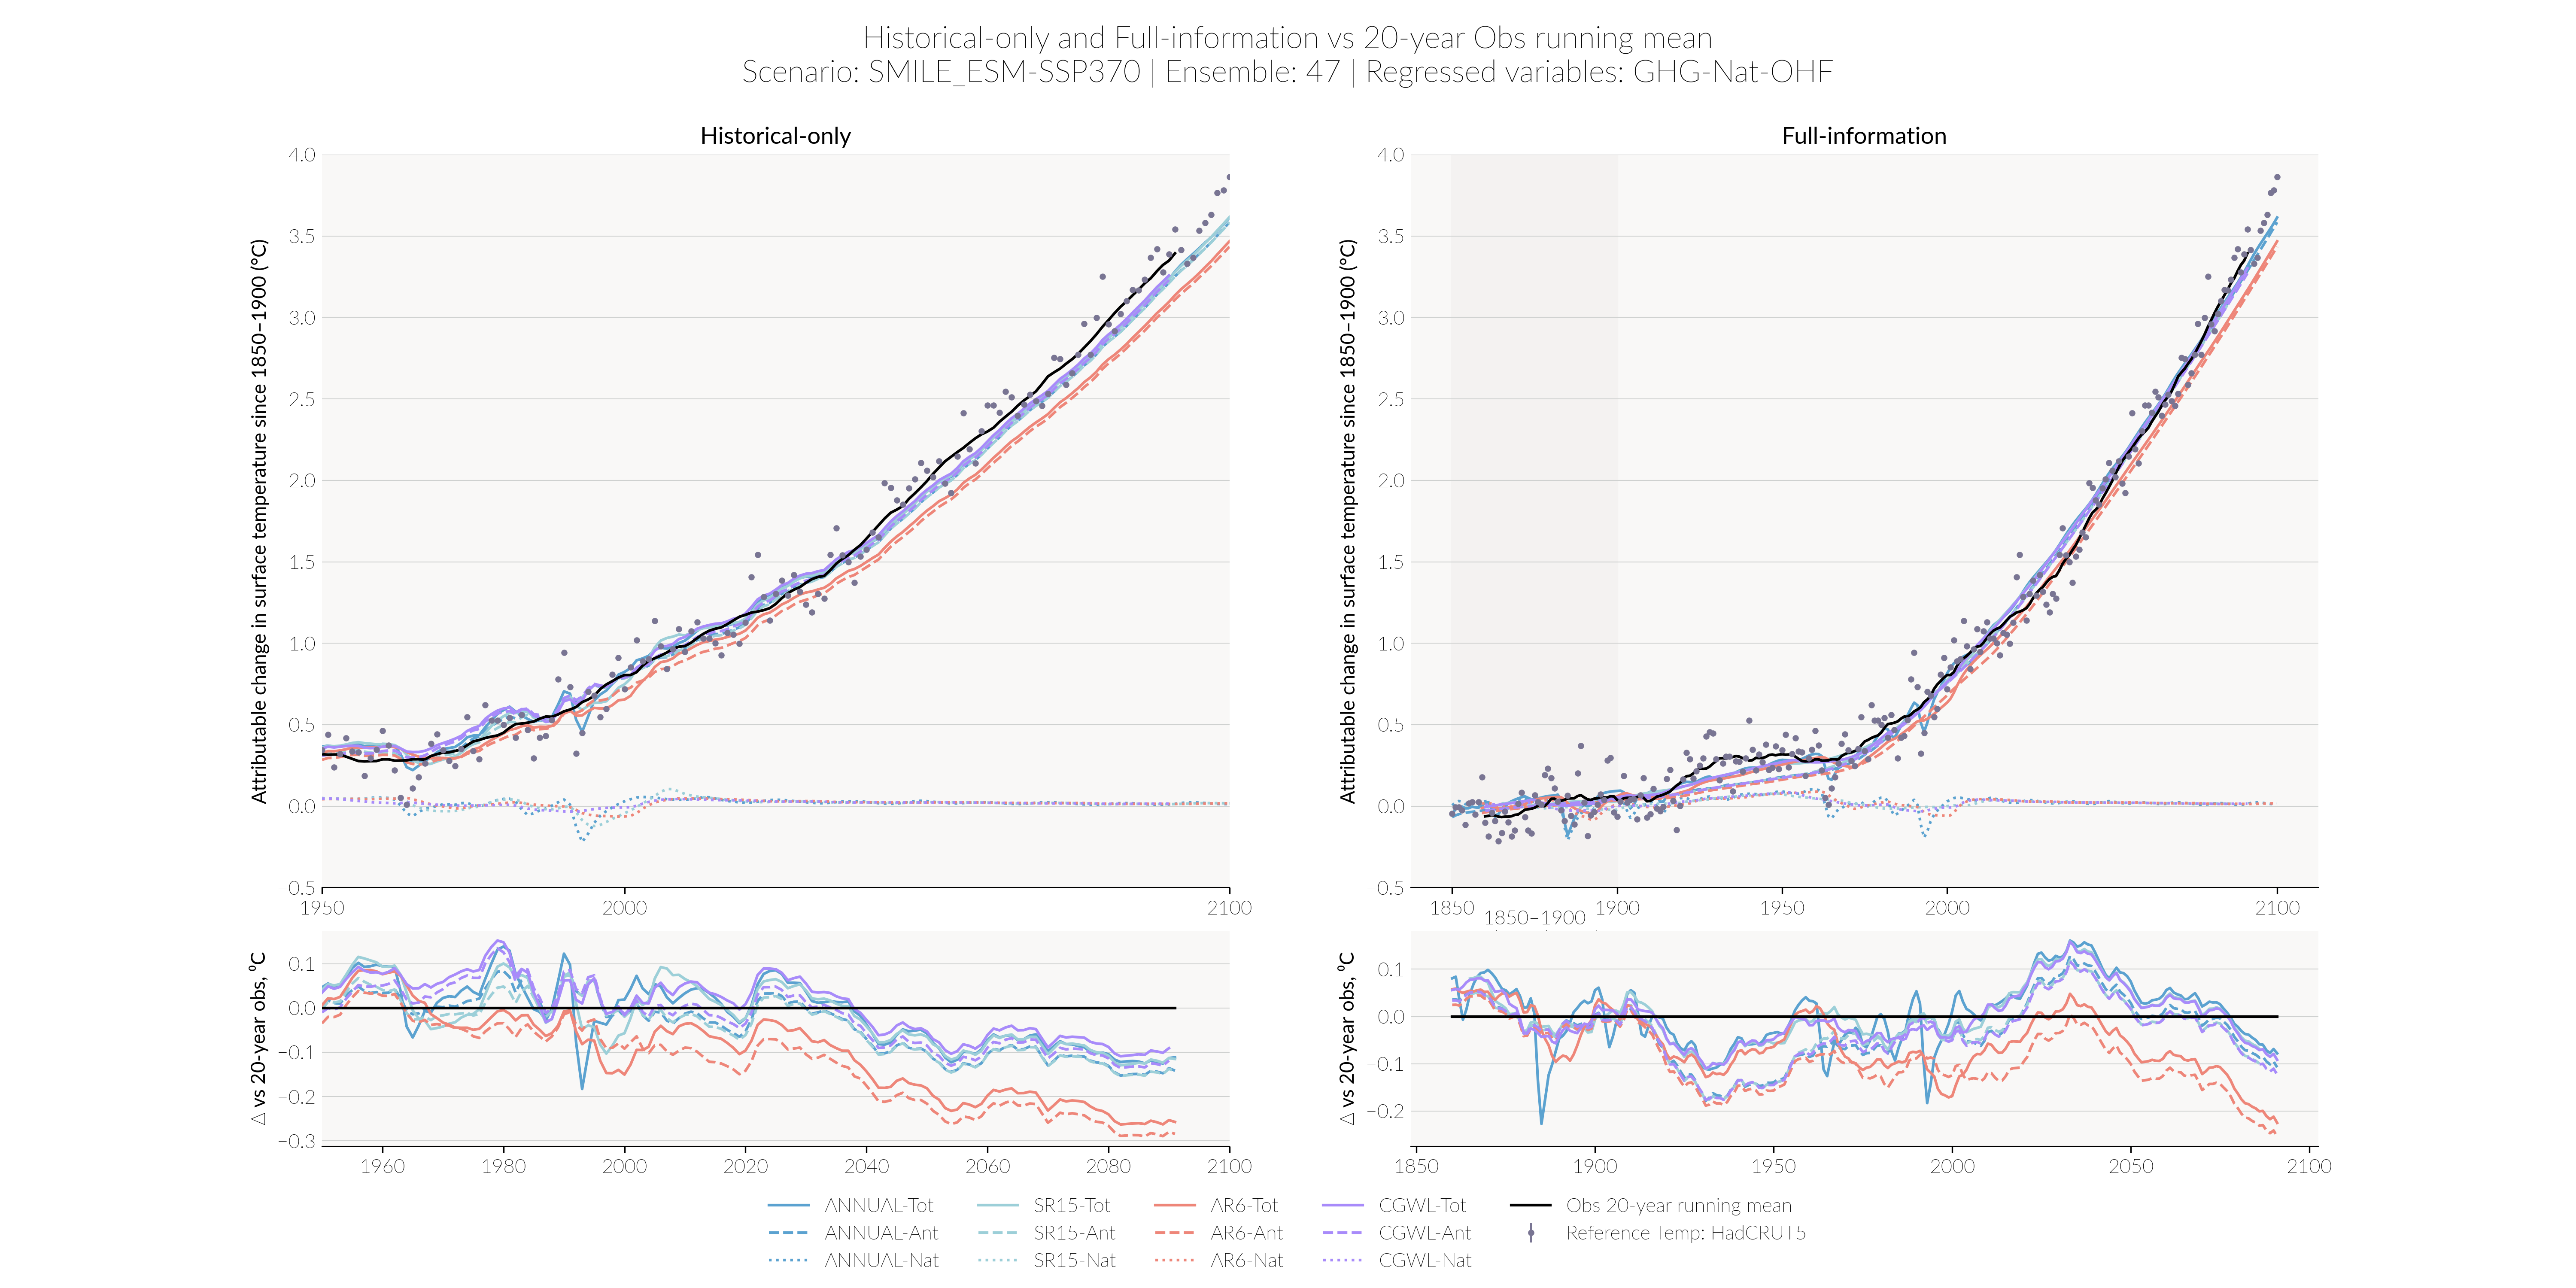 Historical-only and Full-information vs 20-year Obs running mean
Scenario: SMILE_ESM-SSP370 | Ensemble: 47 | Regressed variables: GHG-Nat-OHF
Historical-only
Attributable change in surface temperature since 1850–1900 (°C)
4.0
3.5
3.0
2.5
2.0
1.5
1.0
0.5
0.0
−0.5
1950 2000 2100
△ vs 20-year obs, °C
0.1
0.0
−0.1
−0.2
−0.3
1960 1980 2000 2020 2040 2060 2080 2100
Full-information
Attributable change in surface temperature since 1850–1900 (°C)
4.0
3.5
3.0
2.5
2.0
1.5
1.0
0.5
0.0
−0.5
1850 1900 1950 2000 2100
1850–1900
△ vs 20-year obs, °C
0.1
0.0
−0.1
−0.2
1850 1900 1950 2000 2050 2100
ANNUAL-Tot SR15-Tot AR6-Tot CGWL-Tot Obs 20-year running mean
ANNUAL-Ant SR15-Ant AR6-Ant CGWL-Ant Reference Temp: HadCRUT5
ANNUAL-Nat SR15-Nat AR6-Nat CGWL-Nat